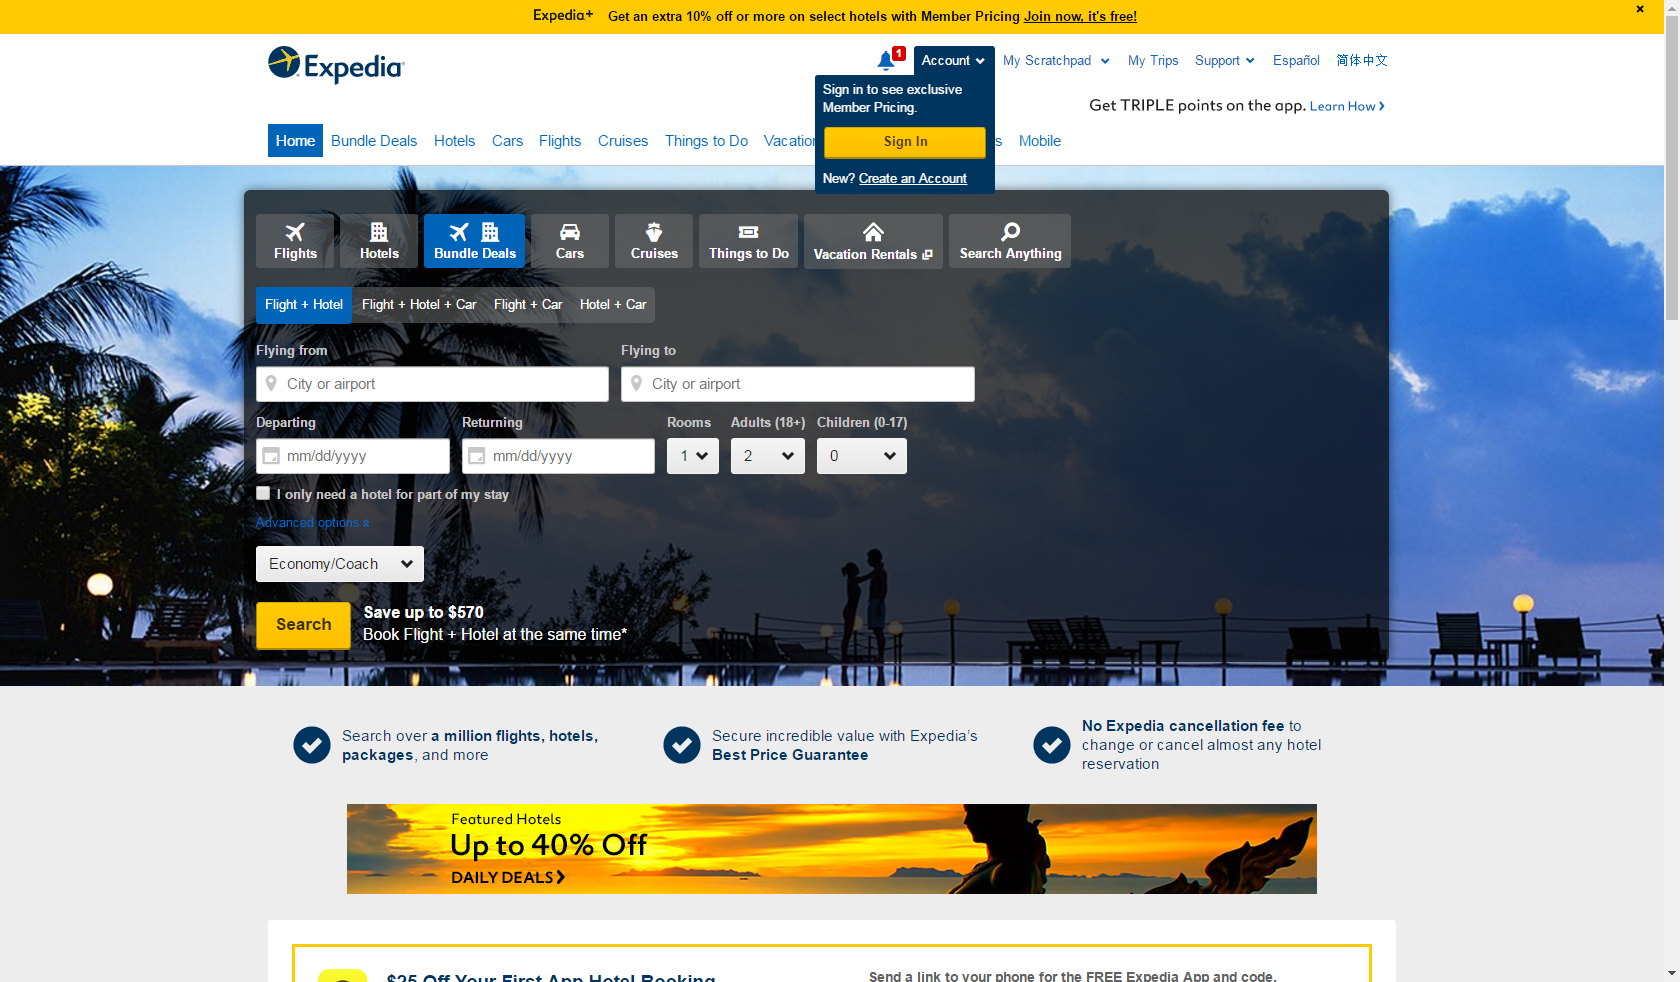 Expedia+ Get an extra 10% off or more on select hotels with Member Pricing Join now, it's free!
Expedia
1
Account
My Scratchpad
My Trips
Support
Español
简体中文
Sign in to see exclusive
Member Pricing.
Sign In
New? Create an Account
Get TRIPLE points on the app. Learn How
Home
Bundle Deals
Hotels
Cars
Flights
Cruises
Things to Do
Mobile
Flights
Hotels
Bundle Deals
Cars
Cruises
Things to Do
Vacation Rentals
Search Anything
Flight + Hotel
Flight + Hotel + Car
Flight + Car
Hotel + Car
Flying from
Flying to
City or airport
City or airport
Departing
Returning
Rooms
Adults (18+)
Children (0-17)
mm/dd/yyyy
mm/dd/yyyy
1
2
0
I only need a hotel for part of my stay
Advanced options
Economy/Coach
Search
Save up to $570
Book Flight + Hotel at the same time*
Search over a million flights, hotels,
packages, and more
Secure incredible value with Expedia's
Best Price Guarantee
No Expedia cancellation fee to
change or cancel almost any hotel
reservation
Featured Hotels
Up to 40% Off
DAILY DEALS
$25 Off Your First App Hotel Booking
Send a link to your phone for the FREE Expedia App and code.